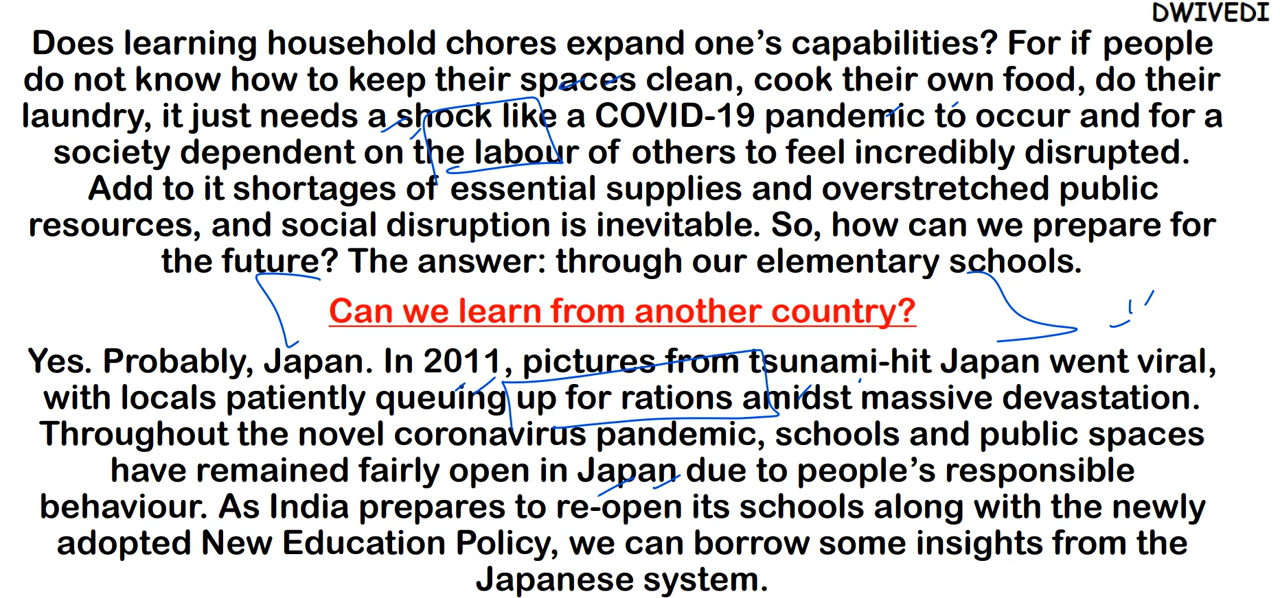 DWIVEDI
Does learning household chores expand one's capabilities? For if people
do not know how to keep their spaces clean, cook their own food, do their
laundry, it just needs a shock like a COVID-19 pandemic to occur and for a
society dependent on the labour of others to feel incredibly disrupted.
Add to it shortages of essential supplies and overstretched public
resources, and social disruption is inevitable. So, how can we prepare for
the future? The answer: through our elementary schools.
Can we learn from another country?
Yes. Probably, Japan. In 2011, pictures from tsunami-hit Japan went viral,
with locals patiently queuing up for rations amidst massive devastation.
Throughout the novel coronavirus pandemic, schools and public spaces
have remained fairly open in Japan due to people's responsible
behaviour. As India prepares to re-open its schools along with the newly
adopted New Education Policy, we can borrow some insights from the
Japanese system.